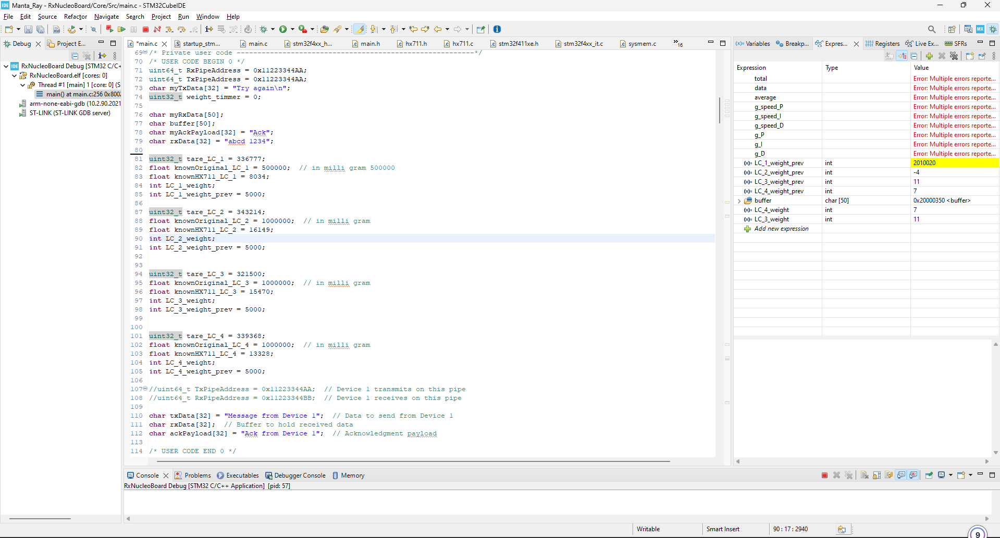 IDE Manta_Ray - RxNucleoBoard/Core/Src/main.c - STM32CubeIDE
File Edit Source Refactor Navigate Search Project Run Window Help
Debug Project E...
RxNucleoBoard Debug [STM32 C/C+
RxNucleoBoard.elf [cores: 0]
Thread #1 [main] 1 [core: 0] (S
main() at main.c:256 0x800
arm-none-eabi-gdb (10.2.90.2021
ST-LINK (ST-LINK GDB server)
*main.c startup_stm... main.c stm32f4xx_h... main.h hx711.h hx711.c stm32f411xe.h stm32f4xx_it.c sysmem.c »16
69 /* Private user code ---------------------------------------------------------*/
70 /* USER CODE BEGIN 0 */
71 uint64_t RxPipeAddress = 0x11223344AA;
72 uint64_t TxPipeAddress = 0x11223344AA;
73 char myTxData[32] = "Try again\n";
74 uint32_t weight_timmer = 0;
75
76 char myRxData[50];
77 char buffer[50];
78 char myAckPayload[32] = "Ack";
79 char rxData[32] = "abcd 1234";
80
81 uint32_t tare_LC_1 = 336777;
82 float knownOriginal_LC_1 = 500000;  // in milli gram 500000
83 float knownHX711_LC_1 = 8034;
84 int LC_1_weight;
85 int LC_1_weight_prev = 5000;
86
87 uint32_t tare_LC_2 = 343214;
88 float knownOriginal_LC_2 = 1000000;  // in milli gram
89 float knownHX711_LC_2 = 16149;
90 int LC_2_weight;
91 int LC_2_weight_prev = 5000;
92
93
94 uint32_t tare_LC_3 = 321500;
95 float knownOriginal_LC_3 = 1000000;  // in milli gram
96 float knownHX711_LC_3 = 15470;
97 int LC_3_weight;
98 int LC_3_weight_prev = 5000;
99
100
101 uint32_t tare_LC_4 = 339368;
102 float knownOriginal_LC_4 = 1000000;  // in milli gram
103 float knownHX711_LC_4 = 13328;
104 int LC_4_weight;
105 int LC_4_weight_prev = 5000;
106
107 //uint64_t TxPipeAddress = 0x11223344AA;  // Device 1 transmits on this pipe
108 //uint64_t RxPipeAddress = 0x11223344BB;  // Device 1 receives on this pipe
109
110 char txData[32] = "Message from Device 1";  // Data to send from Device 1
111 char rxData[32];  // Buffer to hold received data
112 char ackPayload[32] = "Ack from Device 1";  // Acknowledgment payload
113
114 /* USER CODE END 0 */
(x)= Variables Breakp... Expres... Registers Live Ex... SFRs
Expression Type Value
total Error: Multiple errors reporte...
data Error: Multiple errors reporte...
average Error: Multiple errors reporte...
g_speed_P Error: Multiple errors reporte...
g_speed_I Error: Multiple errors reporte...
g_speed_D Error: Multiple errors reporte...
g_P Error: Multiple errors reporte...
g_I Error: Multiple errors reporte...
g_D Error: Multiple errors reporte...
(x)= LC_1_weight_prev int 2010020
(x)= LC_2_weight_prev int -4
(x)= LC_3_weight_prev int 11
(x)= LC_4_weight_prev int 7
buffer char [50] 0x20000350 <buffer>
(x)= LC_4_weight int 7
(x)= LC_3_weight int 11
Add new expression
Console Problems Executables Debugger Console Memory
RxNucleoBoard Debug [STM32 C/C++ Application] [pid: 57]
Writable Smart Insert 90 : 17 : 2940
9